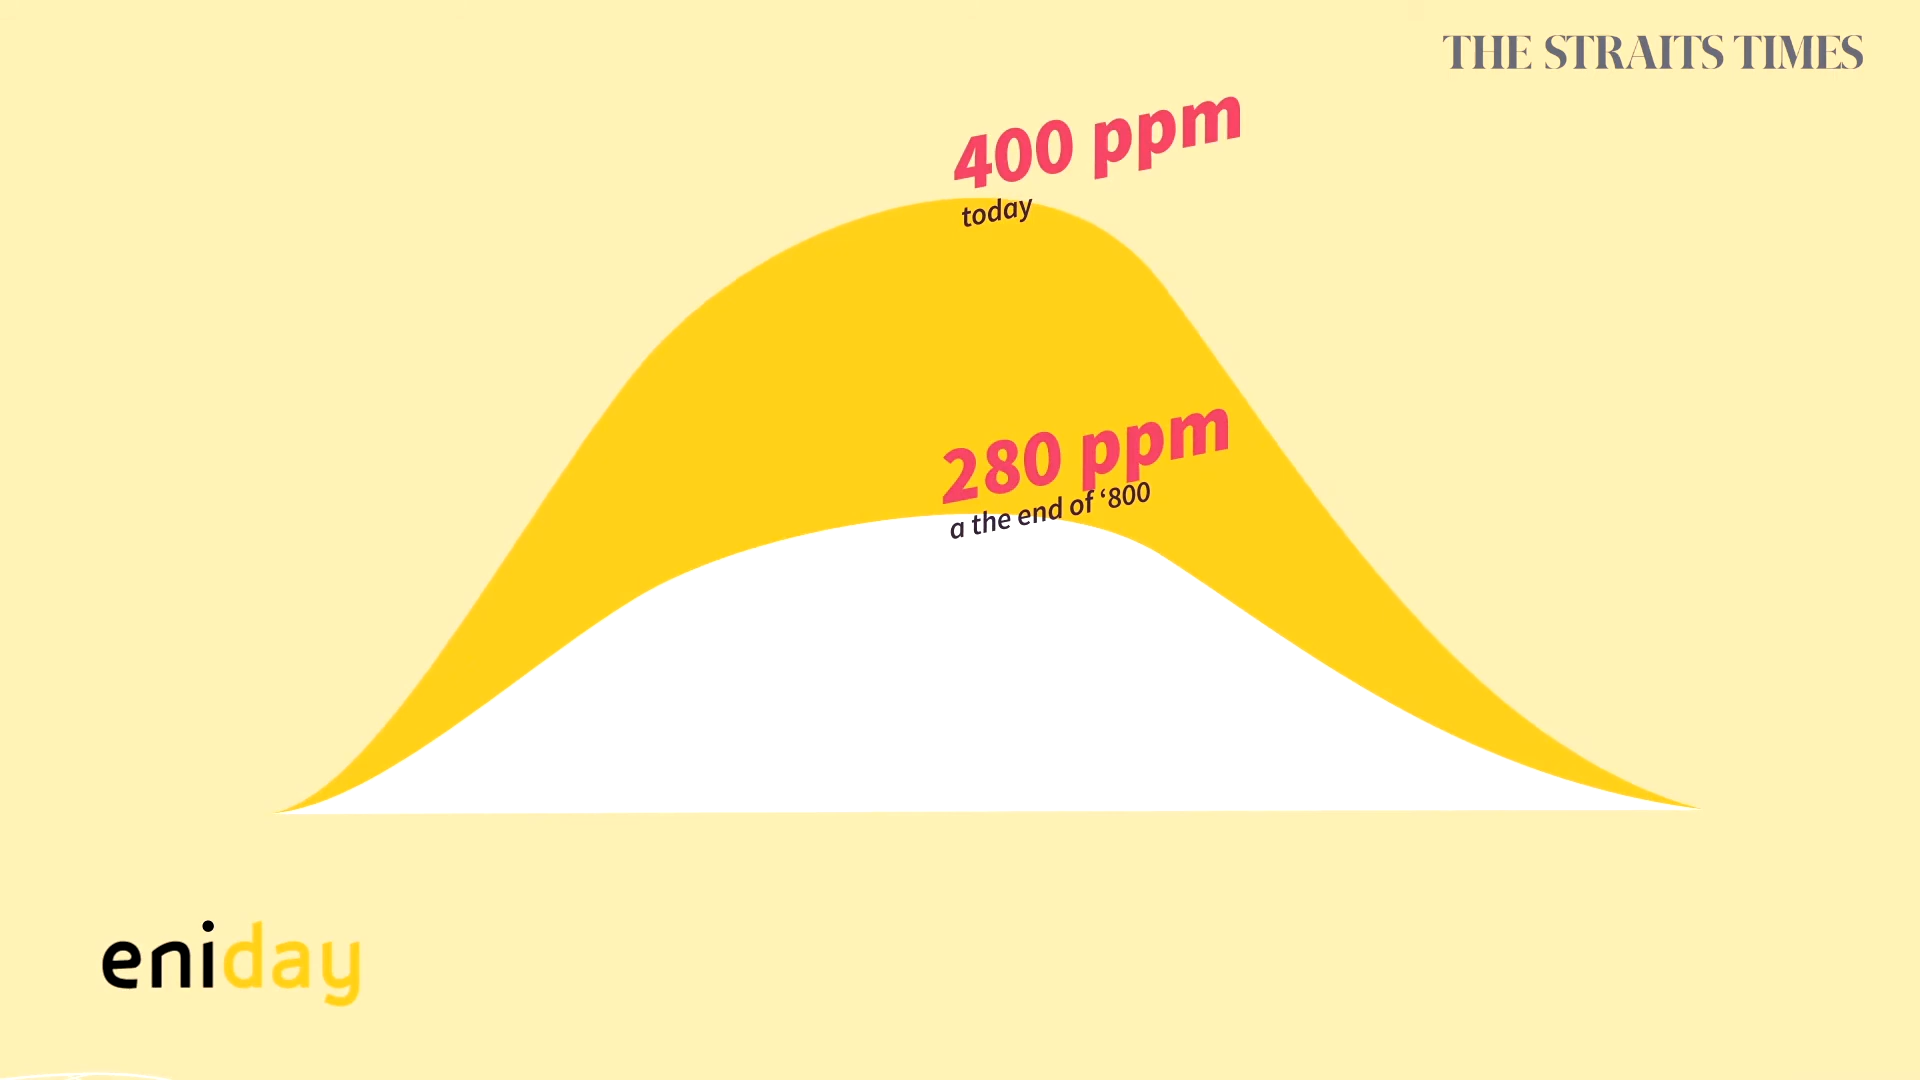 THE STRAITS TIMES
400 ppm
today
280 ppm
a the end of ‘800
eniday